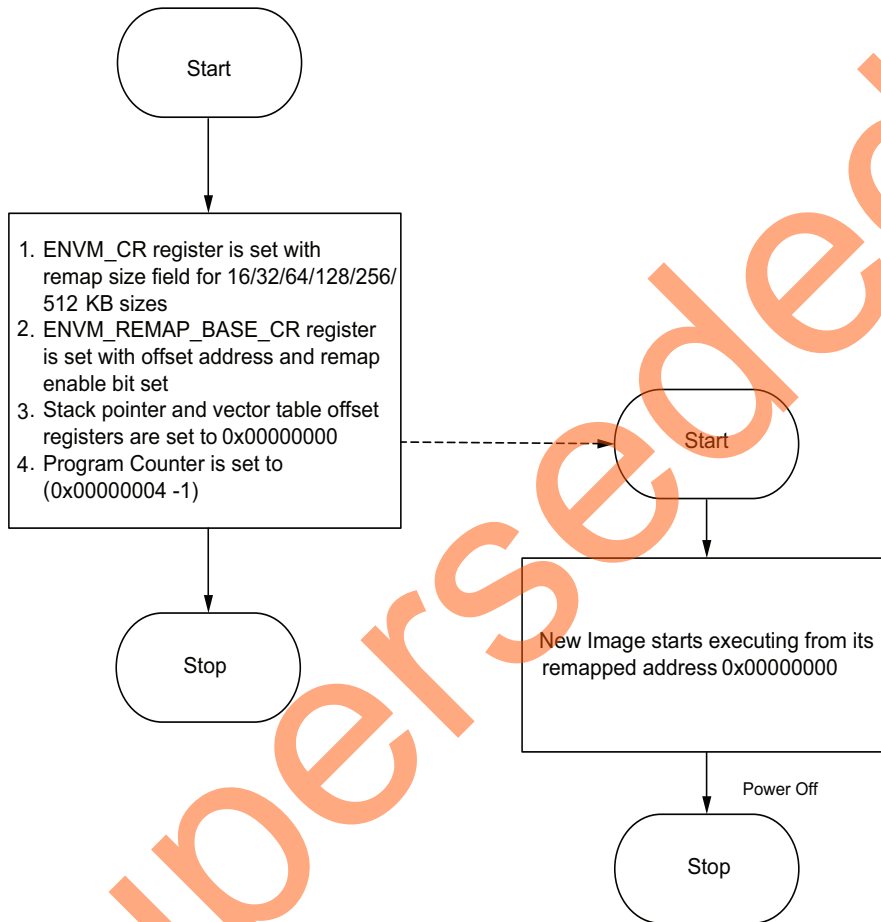 Start
1. ENVM_CR register is set with
remap size field for 16/32/64/128/256/
512 KB sizes
2. ENVM_REMAP_BASE_CR register
is set with offset address and remap
enable bit set
3. Stack pointer and vector table offset
registers are set to 0x00000000
4. Program Counter is set to
(0x00000004 -1)
Stop
Start
New Image starts executing from its
remapped address 0x00000000
Power Off
Stop
uperseded